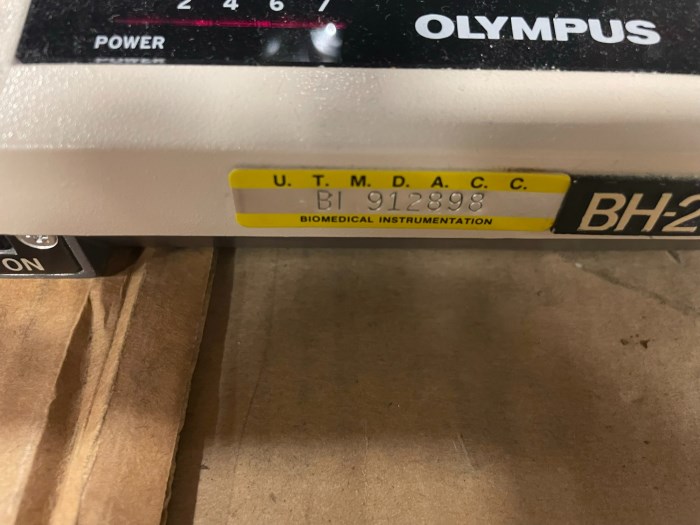 2 4 6 7
POWER
OLYMPUS
U. T. M. D. A. C. C.
BI 912898
BIOMEDICAL INSTRUMENTATION
BH-2
ON